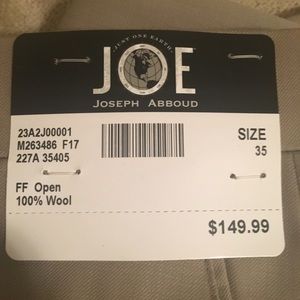 JUST ONE EARTH
JOE
JOSEPH ABBOUD
23A2J00001
M263486 F17
227A 35405
SIZE
35
FF Open
100% Wool
$149.99